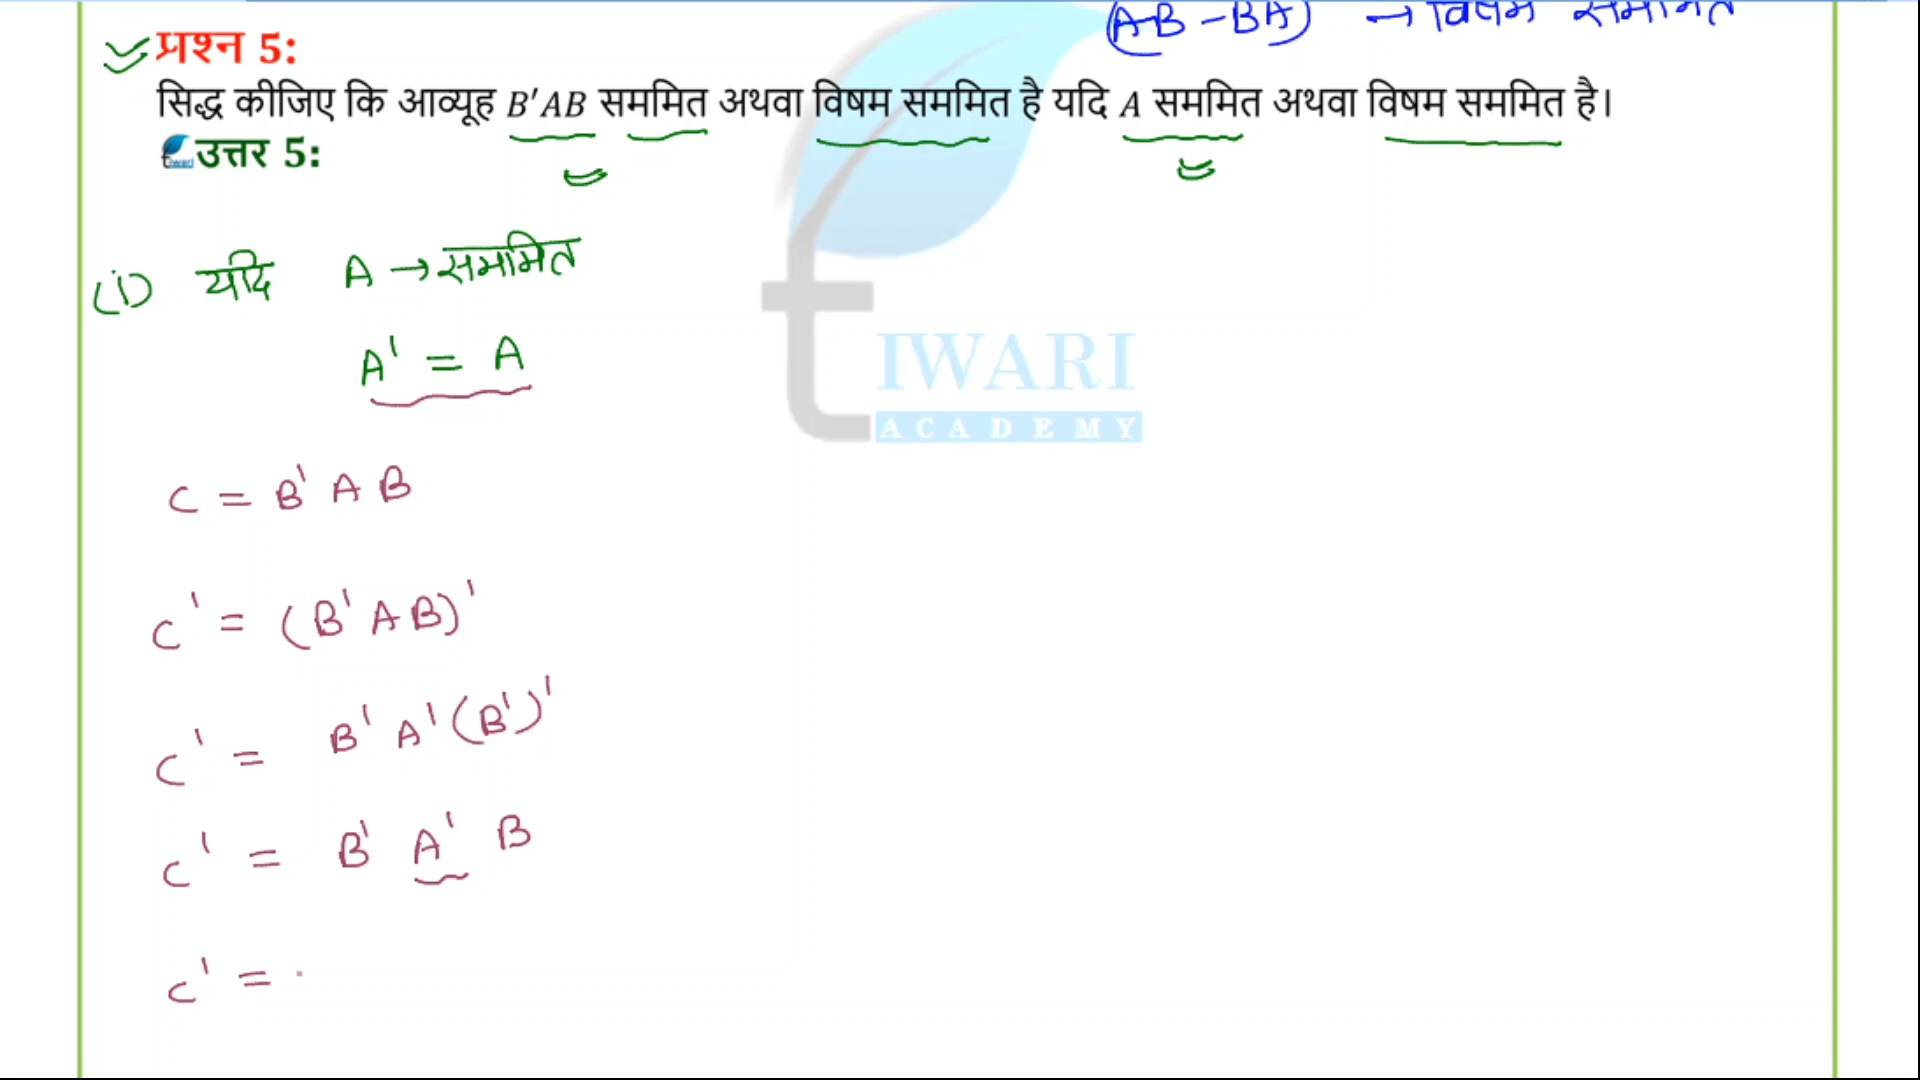 (AB - BA) → विषम सममित
प्रश्न 5:
सिद्ध कीजिए कि आव्यूह B′AB सममित अथवा विषम सममित है यदि A सममित अथवा विषम सममित है।
उत्तर 5:
(i) यदि A → सममित
A' = A
C = B' A B
C' = (B' A B)'
C' = B' A' (B')'
C' = B' A' B
C' =
tIWARI
ACADEMY